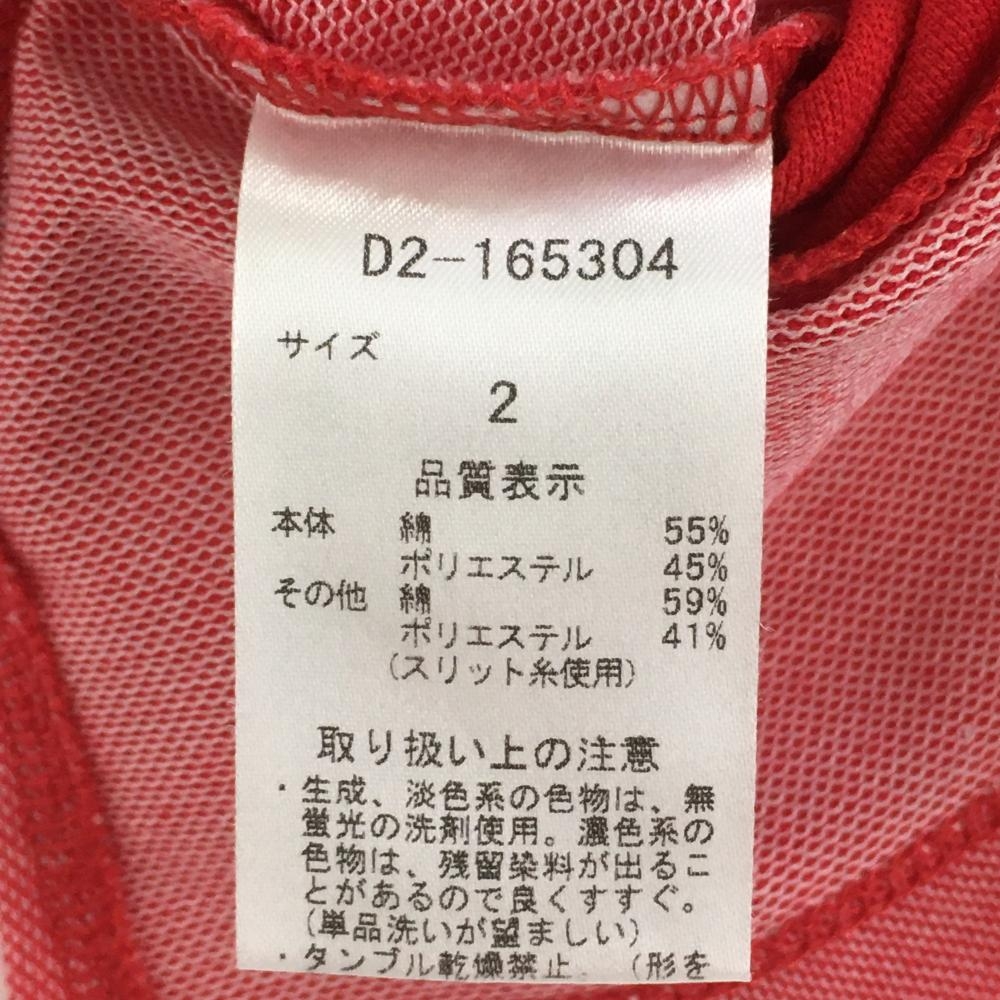 D2-165304
サイズ
2
品質表示
本体 綿 55%
ポリエステル 45%
その他 綿 59%
ポリエステル 41%
(スリット糸使用)
取り扱い上の注意
・生成、淡色系の色物は、無
蛍光の洗剤使用。濃色系の
色物は、残留染料が出るこ
とがあるので良くすすぐ。
(単品洗いが望ましい)
・タンブル乾燥禁止. (形を